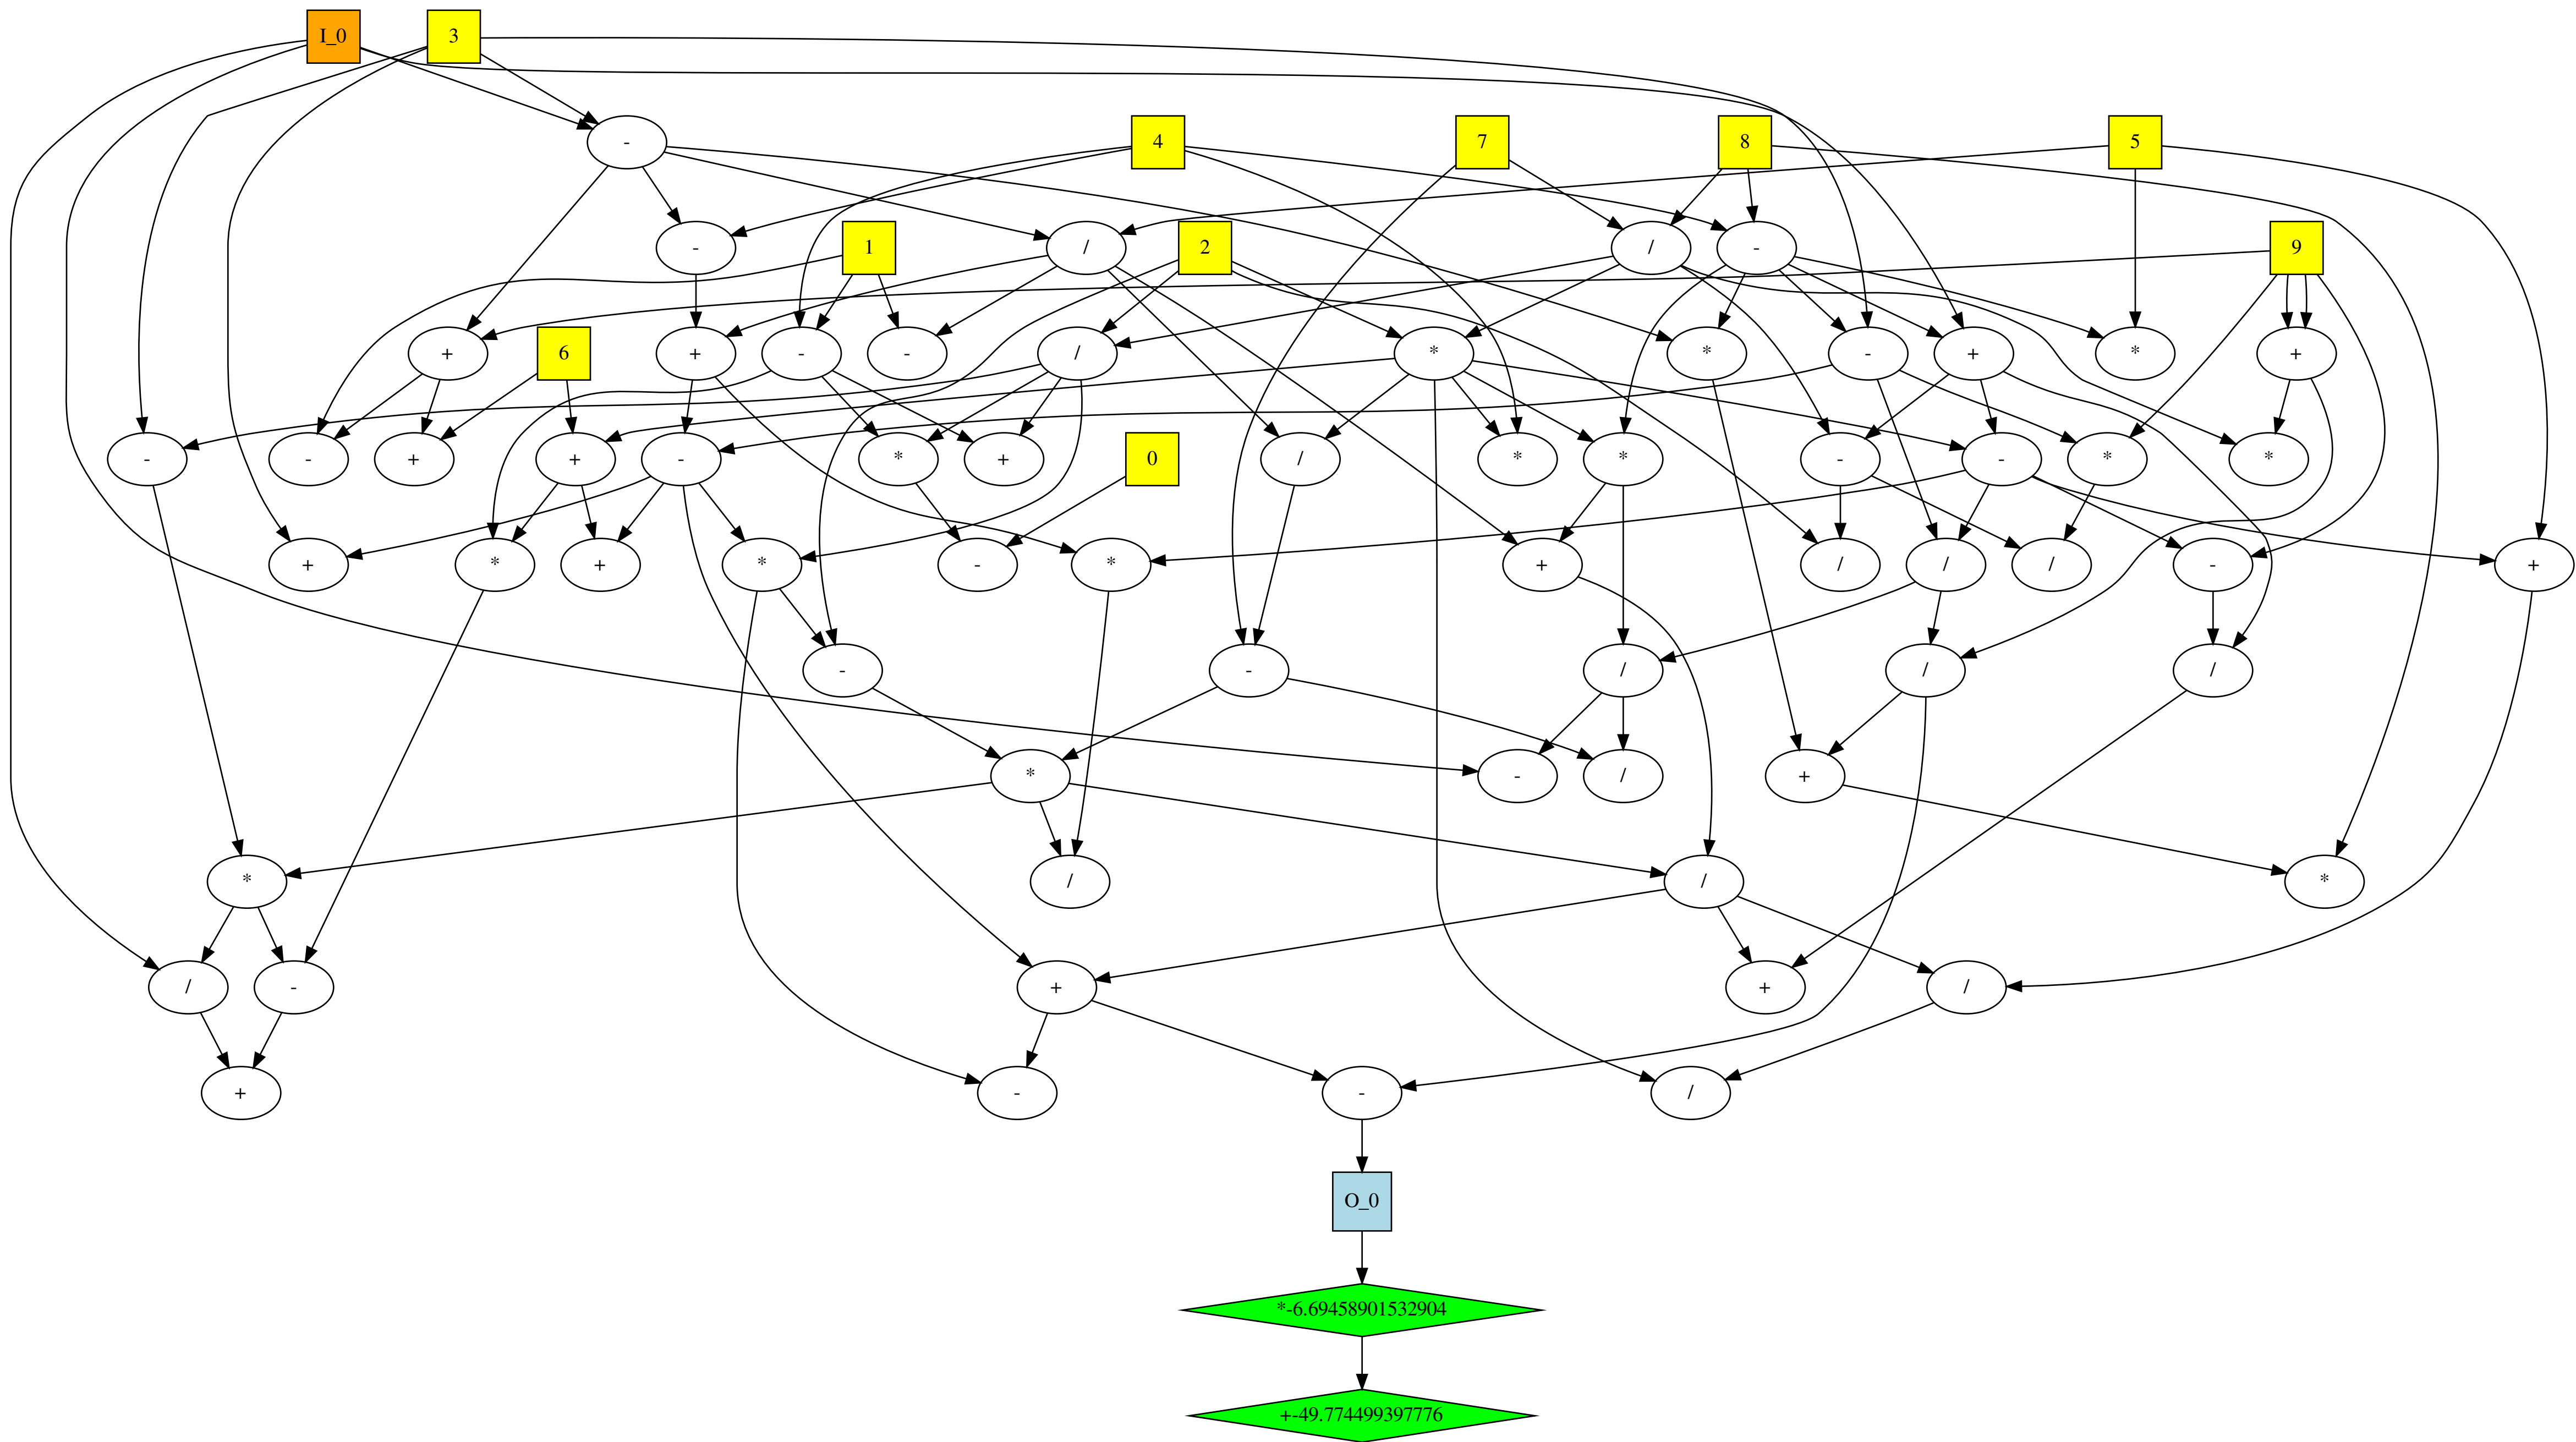 I_0 3
- 4 7 8 5
- 1 / 2 / - 9
+ 6 + - - / * * - + * +
- - + + - * + 0 / * * - - * *
+ * + * - * + / / / - +
- - / / /
* - / +
* / / *
/ - + + /
+ - - /
O_0
*-6.69458901532904
+-49.774499397776